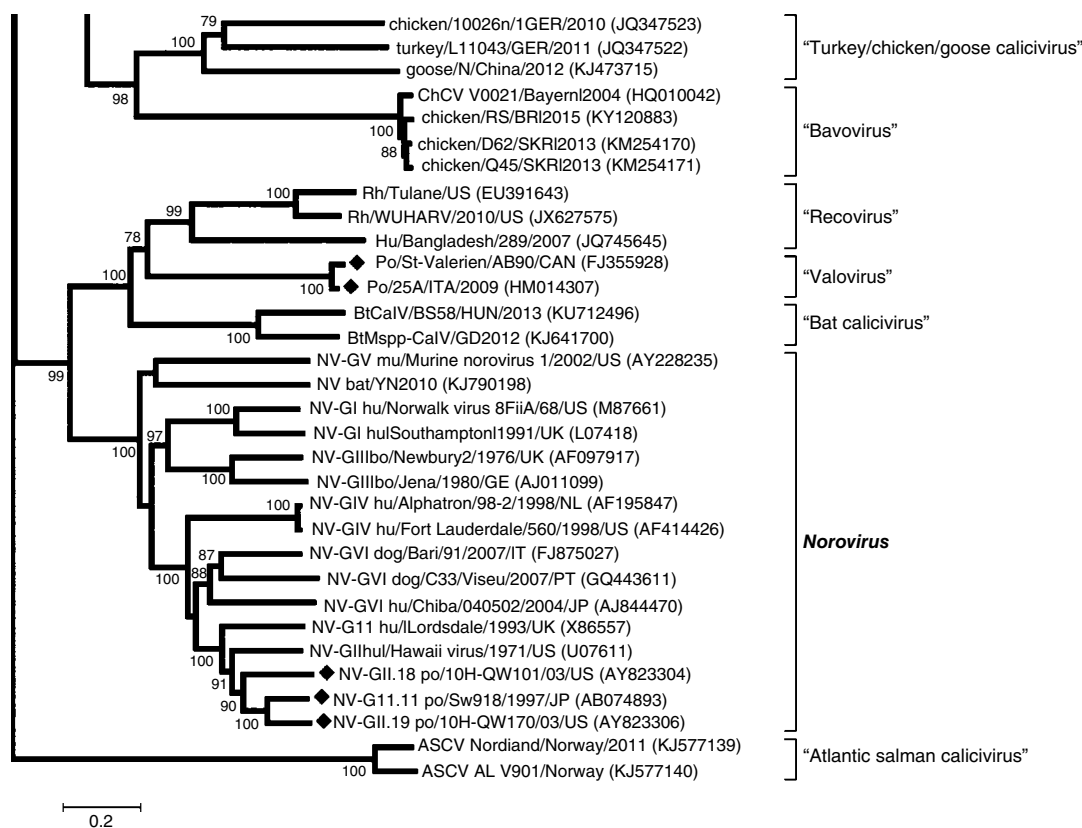 79
chicken/10026n/1GER/2010 (JQ347523)
turkey/L11043/GER/2011 (JQ347522)
100
goose/N/China/2012 (KJ473715)
"Turkey/chicken/goose calicivirus"
98
ChCV V0021/Bayernl2004 (HQ010042)
chicken/RS/BRl2015 (KY120883)
100
chicken/D62/SKRl2013 (KM254170)
88
chicken/Q45/SKRl2013 (KM254171)
"Bavovirus"
100
Rh/Tulane/US (EU391643)
99
Rh/WUHARV/2010/US (JX627575)
Hu/Bangladesh/289/2007 (JQ745645)
"Recovirus"
78
Po/St-Valerien/AB90/CAN (FJ355928)
100
100
Po/25A/ITA/2009 (HM014307)
"Valovirus"
BtCalV/BS58/HUN/2013 (KU712496)
100
BtMspp-CalV/GD2012 (KJ641700)
"Bat calicivirus"
99
NV-GV mu/Murine norovirus 1/2002/US (AY228235)
NV bat/YN2010 (KJ790198)
100
NV-GI hu/Norwalk virus 8FiiA/68/US (M87661)
97
NV-GI hulSouthamptonl1991/UK (L07418)
100
NV-GIIIbo/Newbury2/1976/UK (AF097917)
100
NV-GIIIbo/Jena/1980/GE (AJ011099)
100
NV-GIV hu/Alphatron/98-2/1998/NL (AF195847)
NV-GIV hu/Fort Lauderdale/560/1998/US (AF414426)
Norovirus
87
NV-GVI dog/Bari/91/2007/IT (FJ875027)
100
88
NV-GVI dog/C33/Viseu/2007/PT (GQ443611)
NV-GVI hu/Chiba/040502/2004/JP (AJ844470)
NV-G11 hu/lLordsdale/1993/UK (X86557)
100
NV-GIIhul/Hawaii virus/1971/US (U07611)
91
NV-GII.18 po/10H-QW101/03/US (AY823304)
90
NV-G11.11 po/Sw918/1997/JP (AB074893)
100
NV-GII.19 po/10H-QW170/03/US (AY823306)
ASCV Nordiand/Norway/2011 (KJ577139)
100
ASCV AL V901/Norway (KJ577140)
"Atlantic salman calicivirus"
0.2